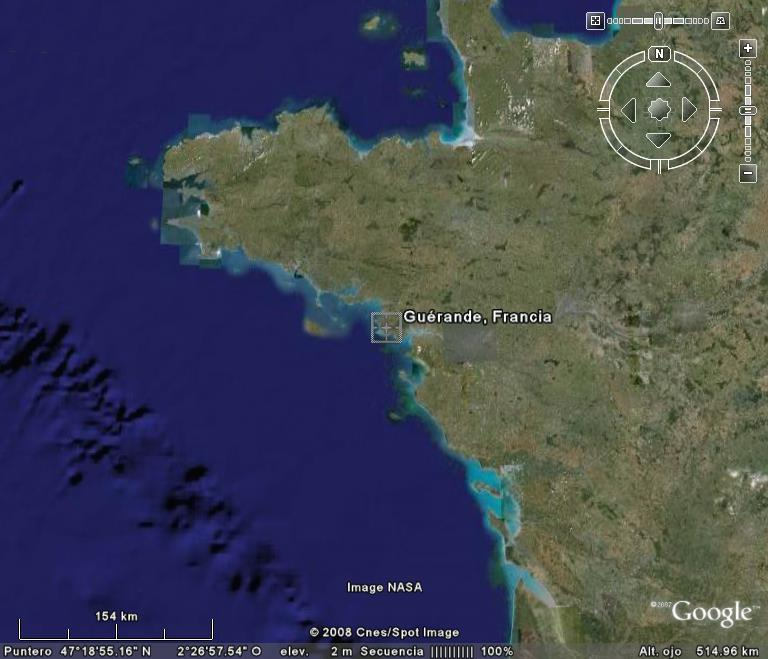 N
Guérande, Francia
Image NASA
154 km
© 2008 Cnes/Spot Image
©2007 Google™
Puntero 47°18'55.16" N 2°26'57.54" O elev. 2 m Secuencia |||||||||| 100% Alt. ojo 514.96 km